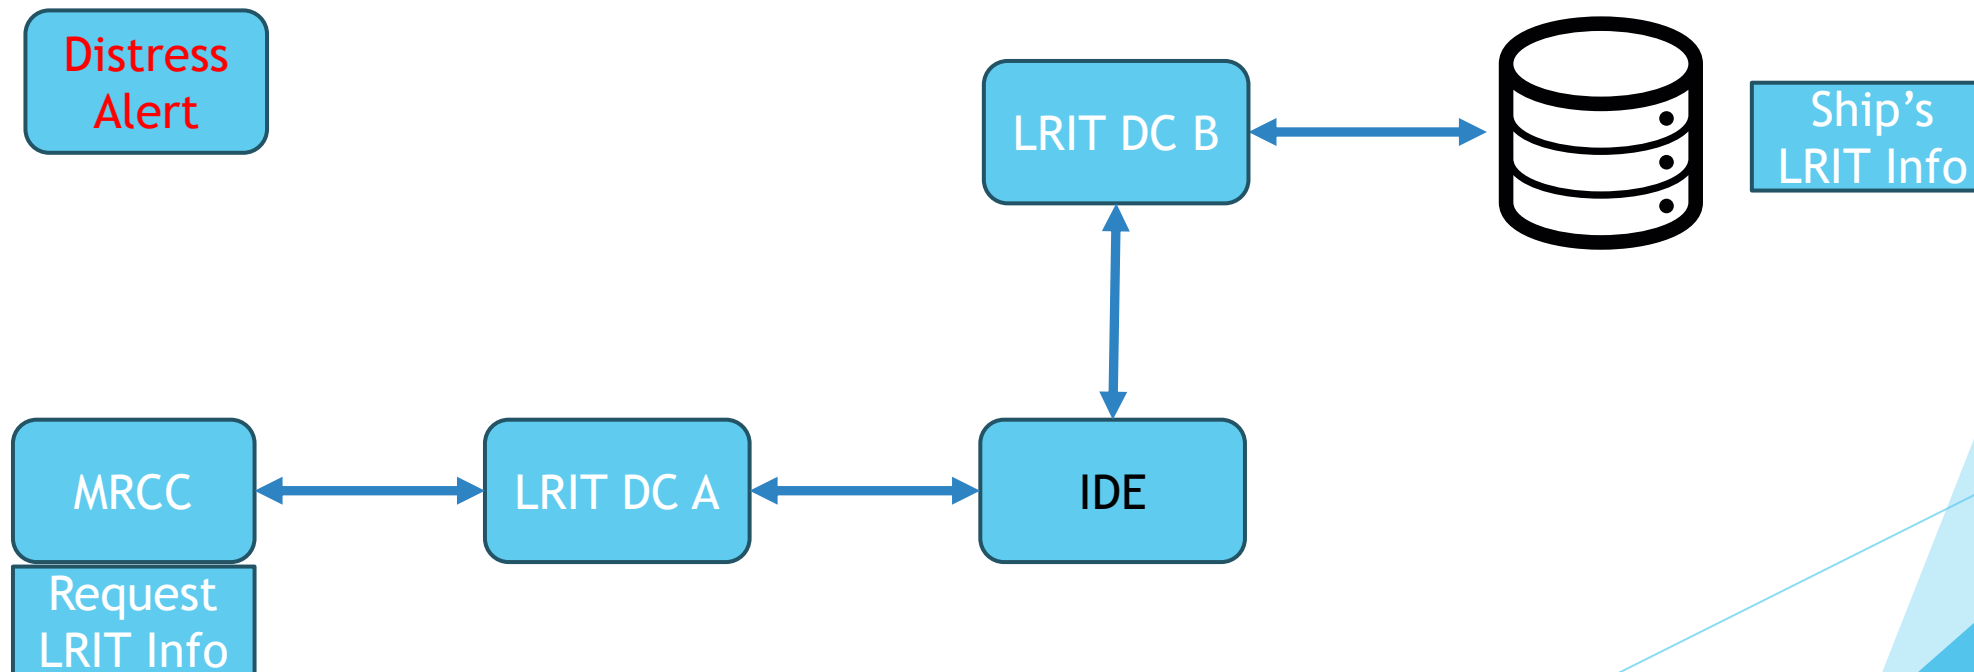 Distress
Alert
LRIT DC B
Ship’s
LRIT Info
MRCC
LRIT DC A
IDE
Request
LRIT Info